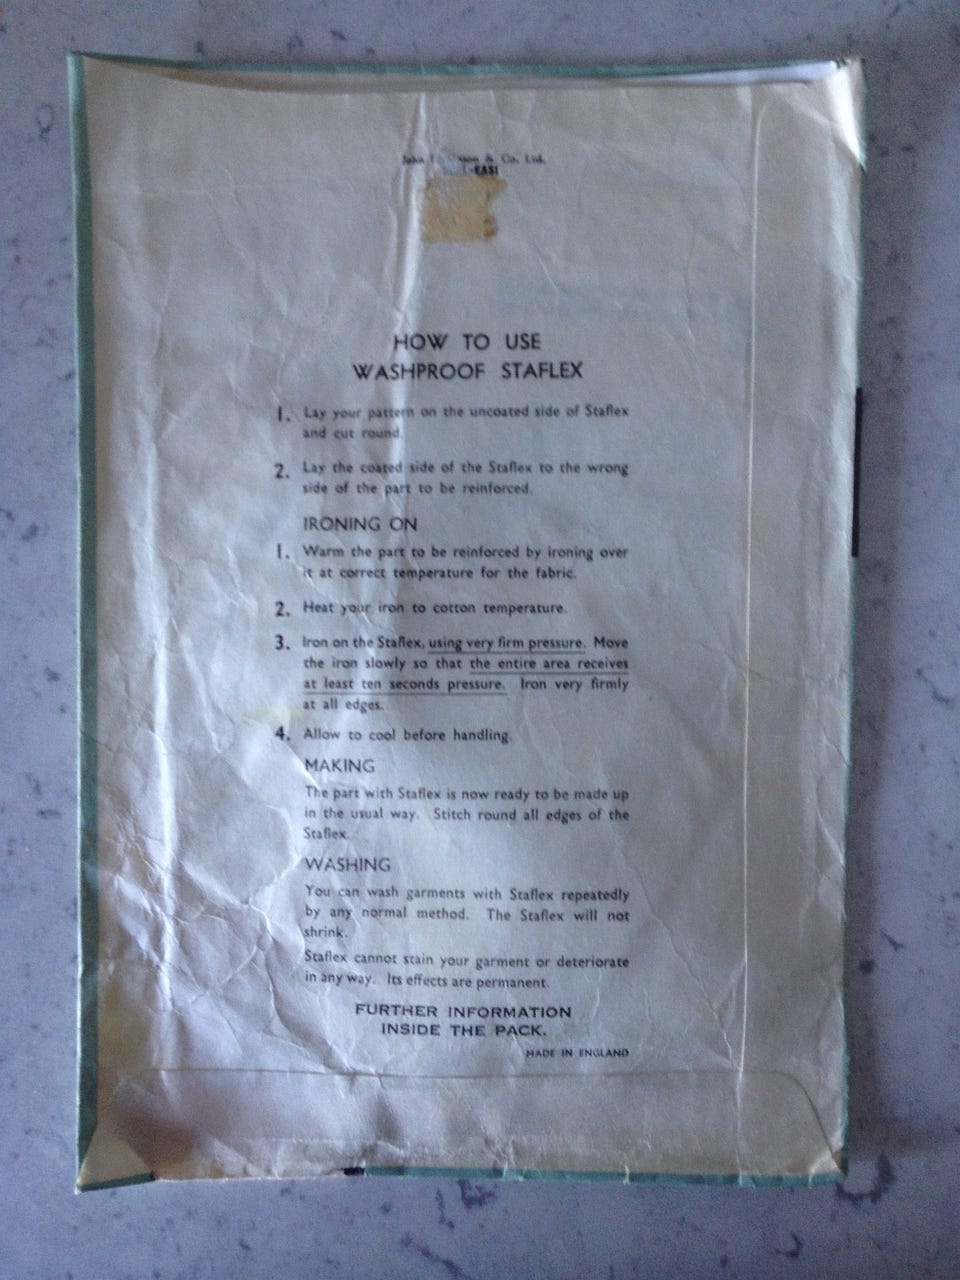 John & Co. Ltd.
HOW TO USE
WASHPROOF STAFLEX
1. Lay your pattern on the uncoated side of Staflex
and cut round.
2. Lay the coated side of the Staflex to the wrong
side of the part to be reinforced.
IRONING ON
1. Warm the part to be reinforced by ironing over
it at correct temperature for the fabric.
2. Heat your iron to cotton temperature.
3. Iron on the Staflex, using very firm pressure. Move
the iron slowly so that the entire area receives
at least ten seconds pressure. Iron very firmly
at all edges.
4. Allow to cool before handling.
MAKING
The part with Staflex is now ready to be made up
in the usual way. Stitch round all edges of the
Staflex.
WASHING
You can wash garments with Staflex repeatedly
by any normal method. The Staflex will not
shrink.
Staflex cannot stain your garment or deteriorate
in any way. Its effects are permanent.
FURTHER INFORMATION
INSIDE THE PACK.
MADE IN ENGLAND